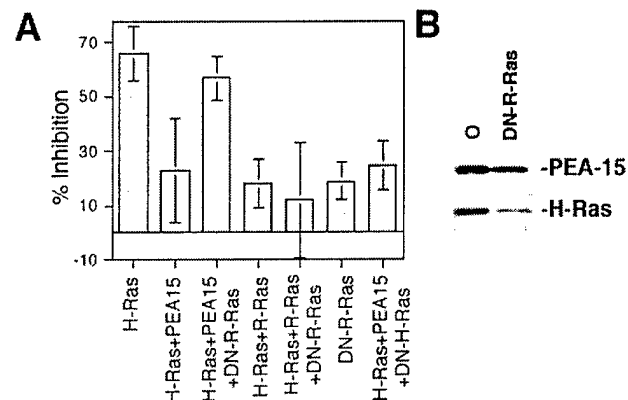 A
B
% Inhibition
70
50
30
10
-10
H-Ras
H-Ras+PEA15
H-Ras+PEA15
+DN-R-Ras
H-Ras+R-Ras
H-Ras+R-Ras
+DN-R-Ras
DN-R-Ras
H-Ras+PEA15
+DN-H-Ras
O
DN-R-Ras
-PEA-15
-H-Ras